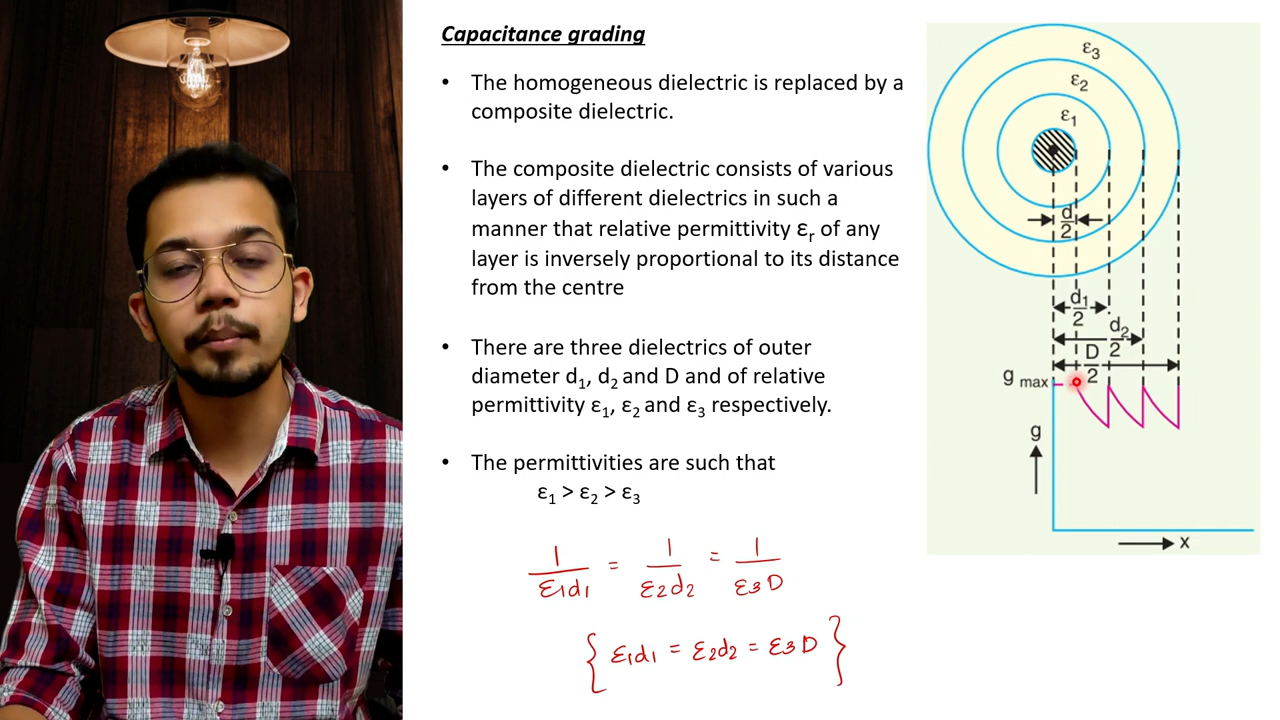 Capacitance grading
• The homogeneous dielectric is replaced by a
composite dielectric.
• The composite dielectric consists of various
layers of different dielectrics in such a
manner that relative permittivity εr of any
layer is inversely proportional to its distance
from the centre
• There are three dielectrics of outer
diameter d1, d2 and D and of relative
permittivity ε1, ε2 and ε3 respectively.
• The permittivities are such that
ε1 > ε2 > ε3
1/ε1d1 = 1/ε2d2 = 1/ε3D
{ ε1d1 = ε2d2 = ε3D }
ε3
ε2
ε1
d/2
d1/2
d2/2
D/2
g max
g
x